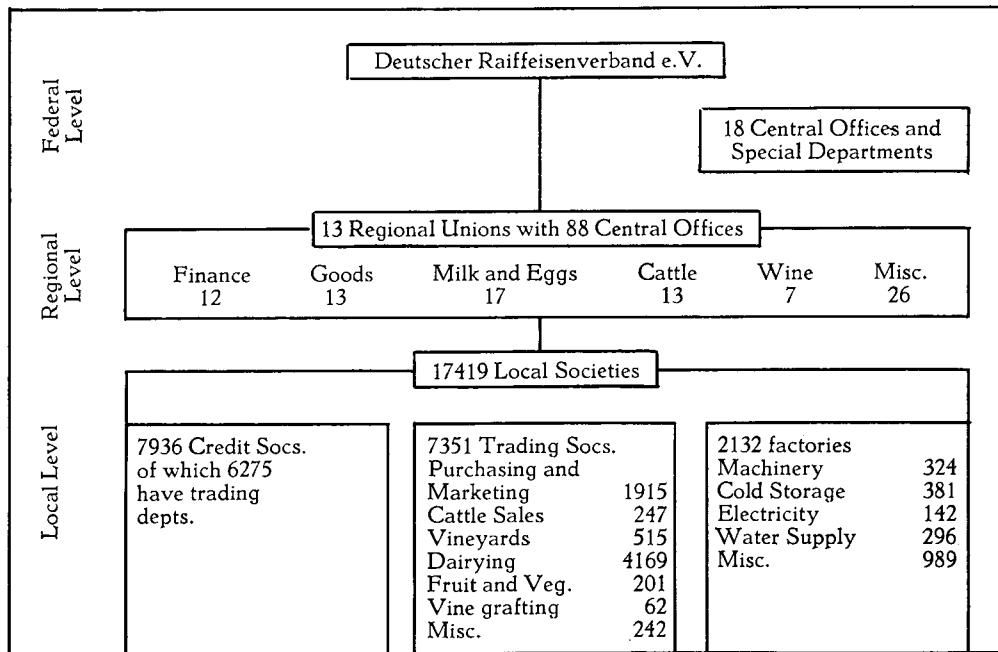 Federal
Level
Deutscher Raiffeisenverband e.V.
18 Central Offices and
Special Departments
Regional
Level
13 Regional Unions with 88 Central Offices
Finance Goods Milk and Eggs Cattle Wine Misc.
12 13 17 13 7 26
Local Level
17419 Local Societies
7936 Credit Socs.
of which 6275
have trading
depts.
7351 Trading Socs.
Purchasing and
Marketing 1915
Cattle Sales 247
Vineyards 515
Dairying 4169
Fruit and Veg. 201
Vine grafting 62
Misc. 242
2132 factories
Machinery 324
Cold Storage 381
Electricity 142
Water Supply 296
Misc. 989